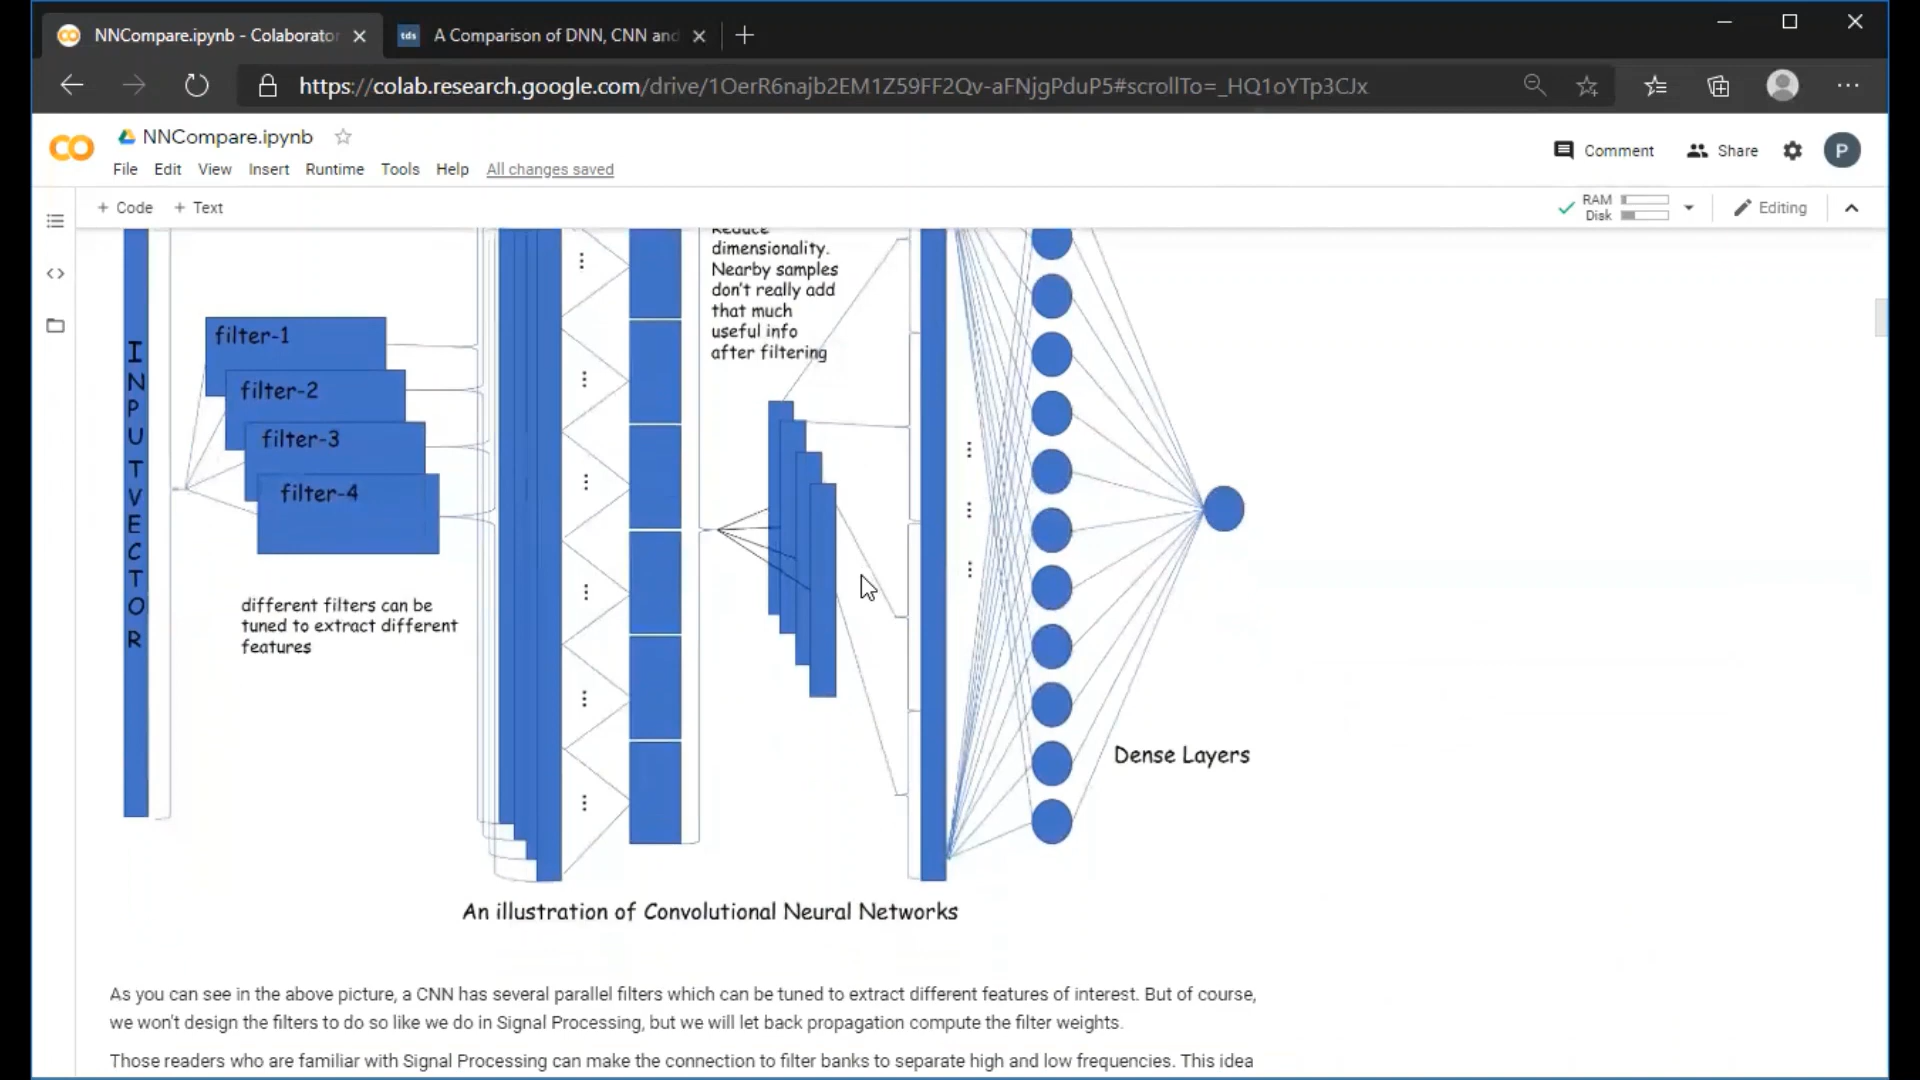 NNCompare.ipynb - Colaborator
tds
A Comparison of DNN, CNN and
https://colab.research.google.com/drive/1OerR6najb2EM1Z59FF2Qv-aFNjgPduP5#scrollTo=_HQ1oYTp3CJx
NNCompare.ipynb
File Edit View Insert Runtime Tools Help All changes saved
Comment Share P
+ Code + Text
RAM
Disk
Editing
INPUT VECTOR
filter-1
filter-2
filter-3
filter-4
different filters can be
tuned to extract different
features
Reduce
dimensionality.
Nearby samples
don't really add
that much
useful info
after filtering
Dense Layers
An illustration of Convolutional Neural Networks
As you can see in the above picture, a CNN has several parallel filters which can be tuned to extract different features of interest. But of course,
we won't design the filters to do so like we do in Signal Processing, but we will let back propagation compute the filter weights.
Those readers who are familiar with Signal Processing can make the connection to filter banks to separate high and low frequencies. This idea